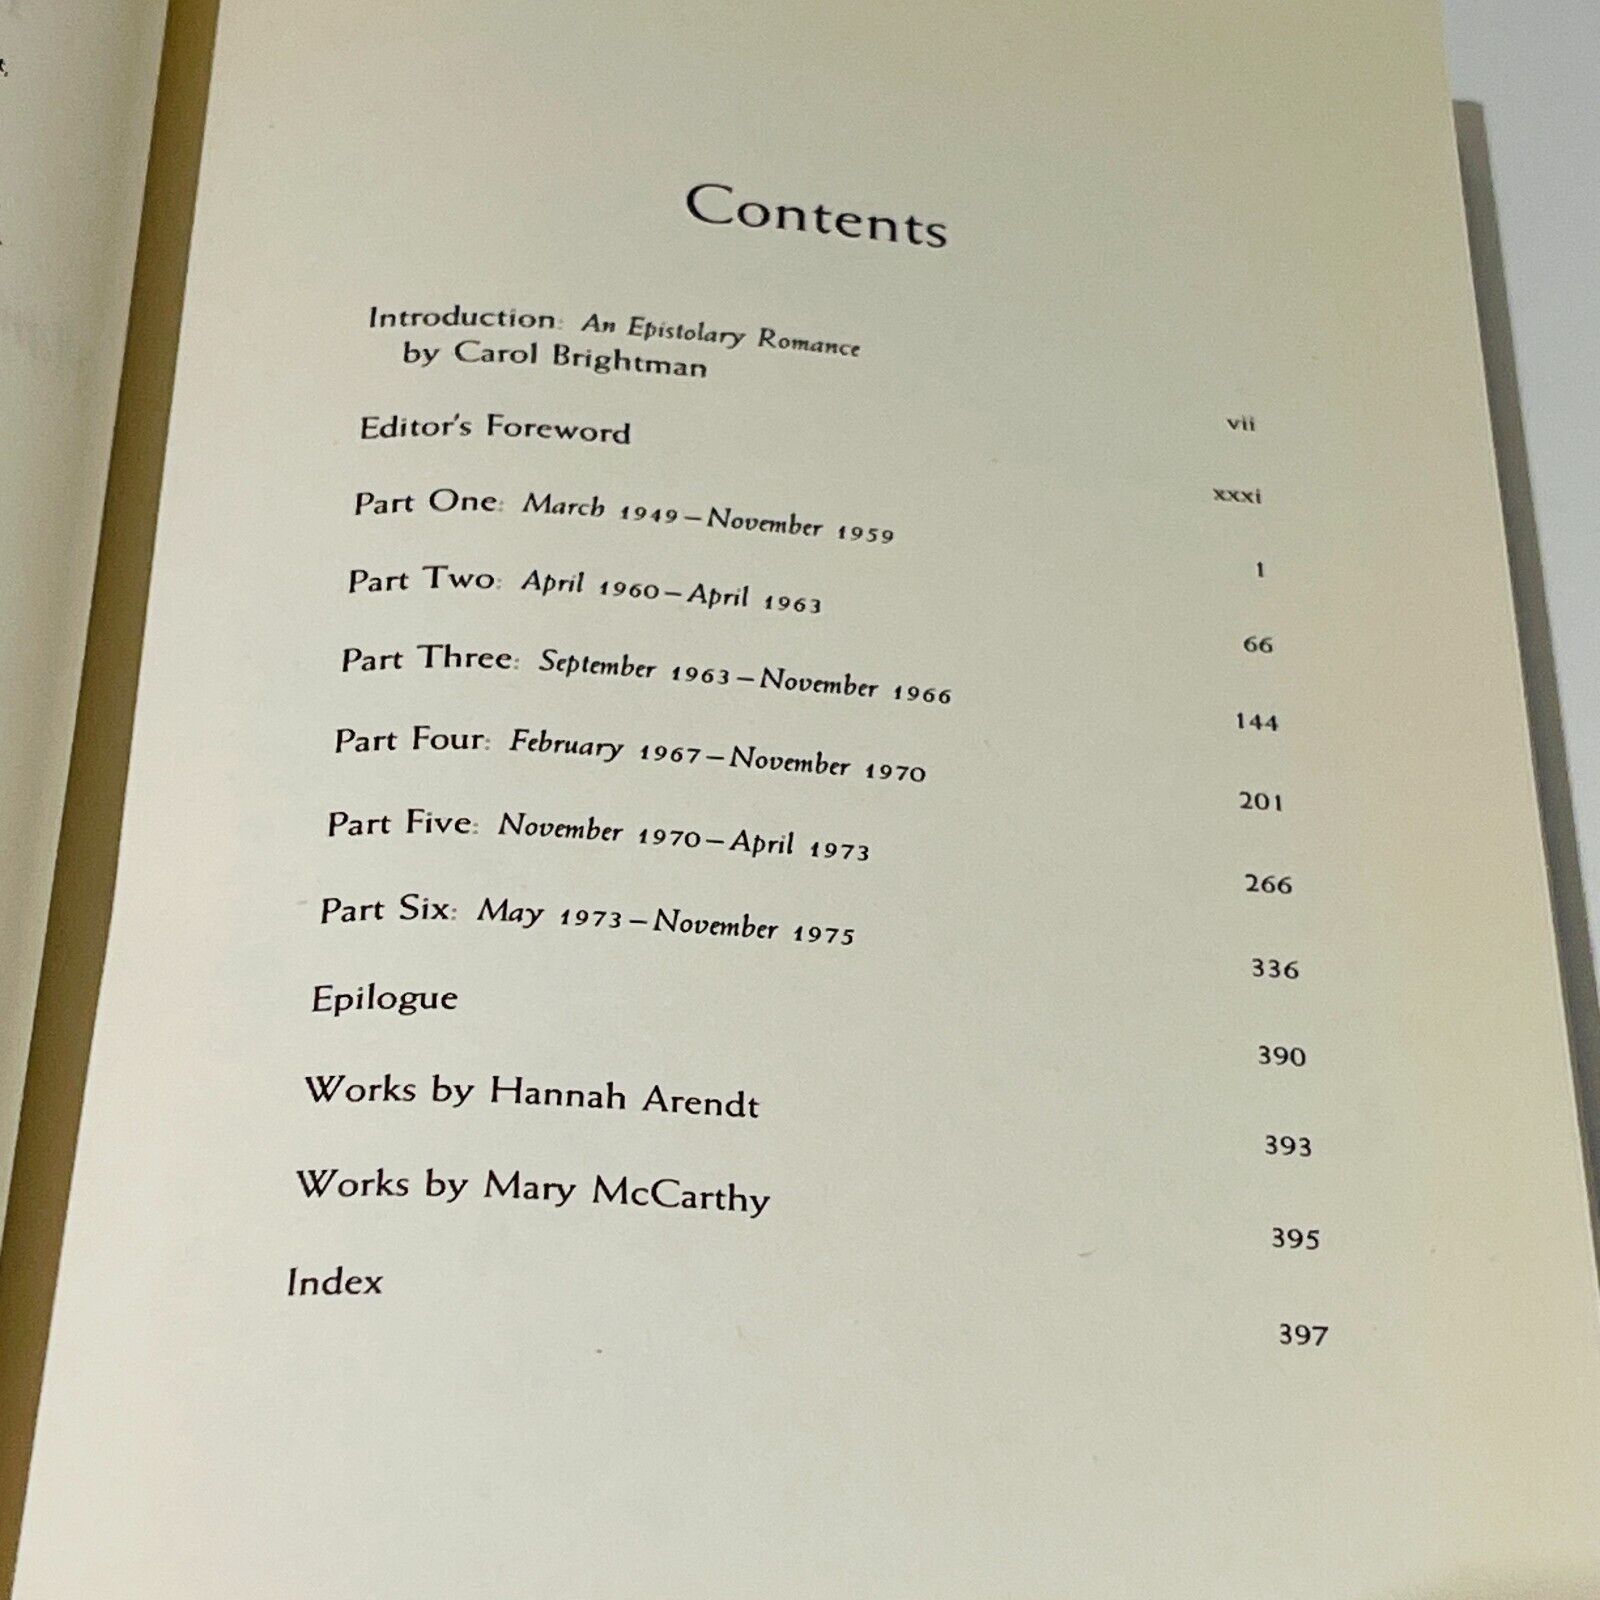 Contents
Introduction: An Epistolary Romance
by Carol Brightman vii
Editor's Foreword xxxi
Part One: March 1949–November 1959 1
Part Two: April 1960–April 1963 66
Part Three: September 1963–November 1966 144
Part Four: February 1967–November 1970 201
Part Five: November 1970–April 1973 266
Part Six: May 1973–November 1975 336
Epilogue 390
Works by Hannah Arendt 393
Works by Mary McCarthy 395
Index 397